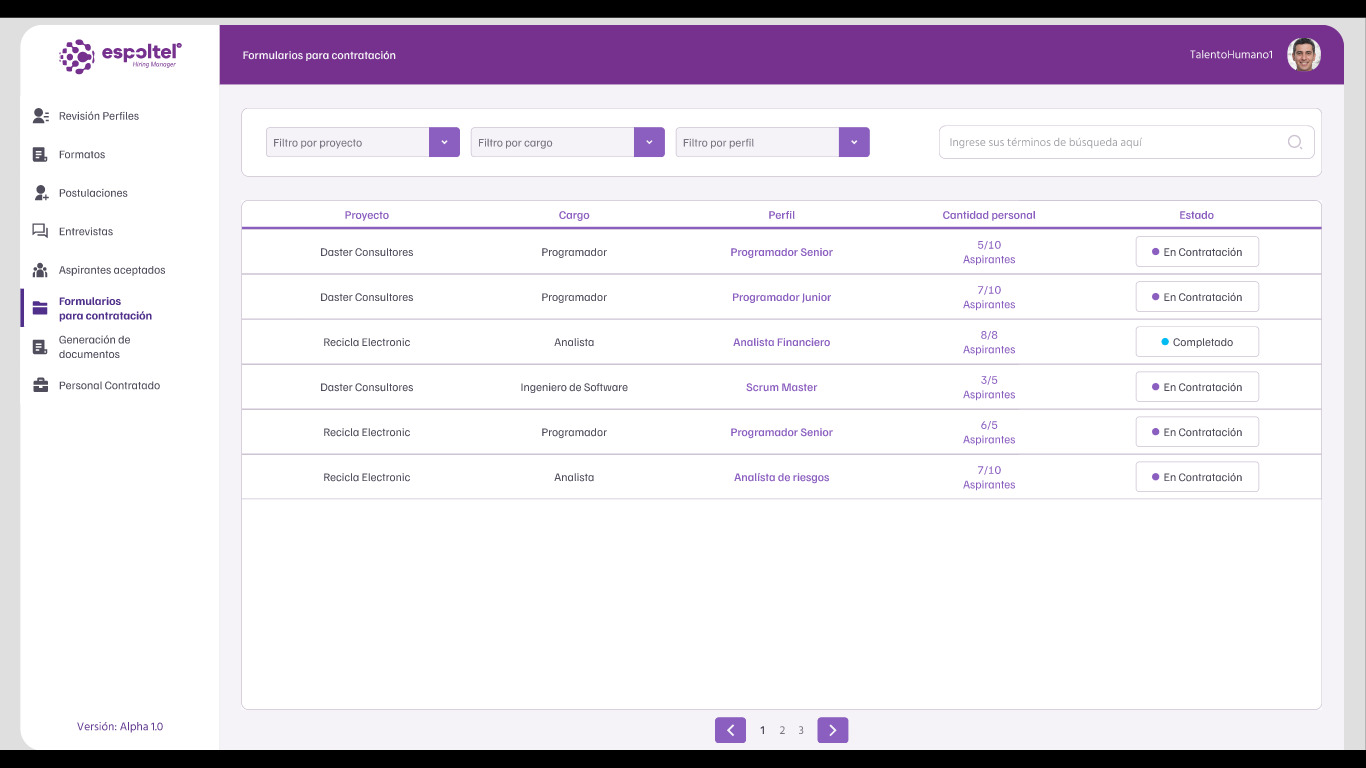 espoltel
Hiring Manager
Formularios para contratación
TalentoHumano1
Revisión Perfiles
Formatos
Postulaciones
Entrevistas
Aspirantes aceptados
Formularios
para contratación
Generación de
documentos
Personal Contratado
Versión: Alpha 1.0
Filtro por proyecto
Filtro por cargo
Filtro por perfil
Ingrese sus términos de búsqueda aquí
Proyecto Cargo Perfil Cantidad personal Estado
Daster Consultores Programador Programador Senior 5/10 Aspirantes En Contratación
Daster Consultores Programador Programador Junior 7/10 Aspirantes En Contratación
Recicla Electronic Analista Analista Financiero 8/8 Aspirantes Completado
Daster Consultores Ingeniero de Software Scrum Master 3/5 Aspirantes En Contratación
Recicla Electronic Programador Programador Senior 6/5 Aspirantes En Contratación
Recicla Electronic Analista Analísta de riesgos 7/10 Aspirantes En Contratación
1 2 3